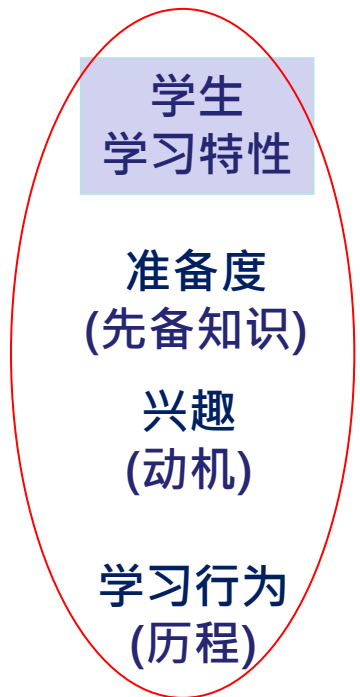 学生
学习特性
准备度
(先备知识)
兴趣
(动机)
学习行为
(历程)